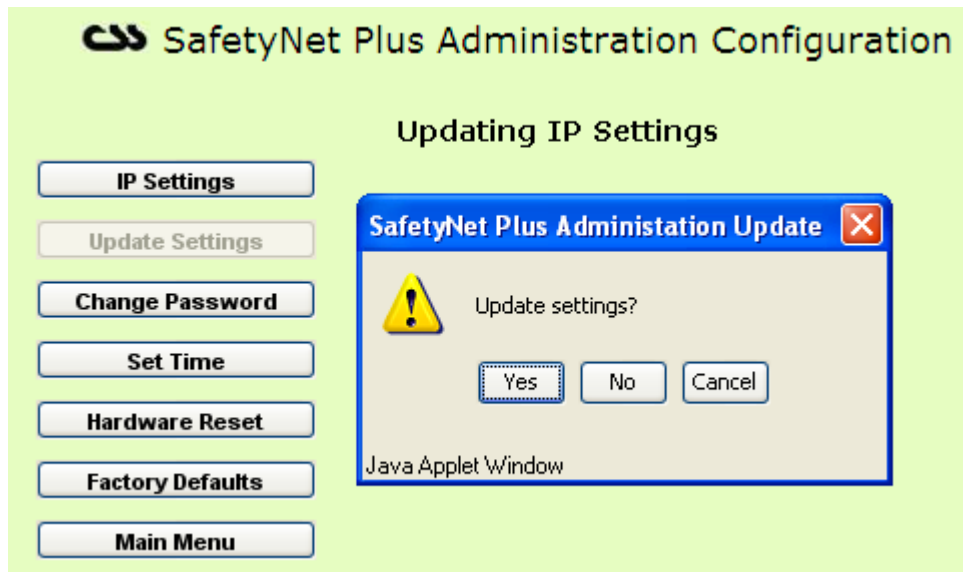 CSS SafetyNet Plus Administration Configuration
Updating IP Settings
IP Settings
Update Settings
Change Password
Set Time
Hardware Reset
Factory Defaults
Main Menu
SafetyNet Plus Administation Update
Update settings?
Yes No Cancel
Java Applet Window